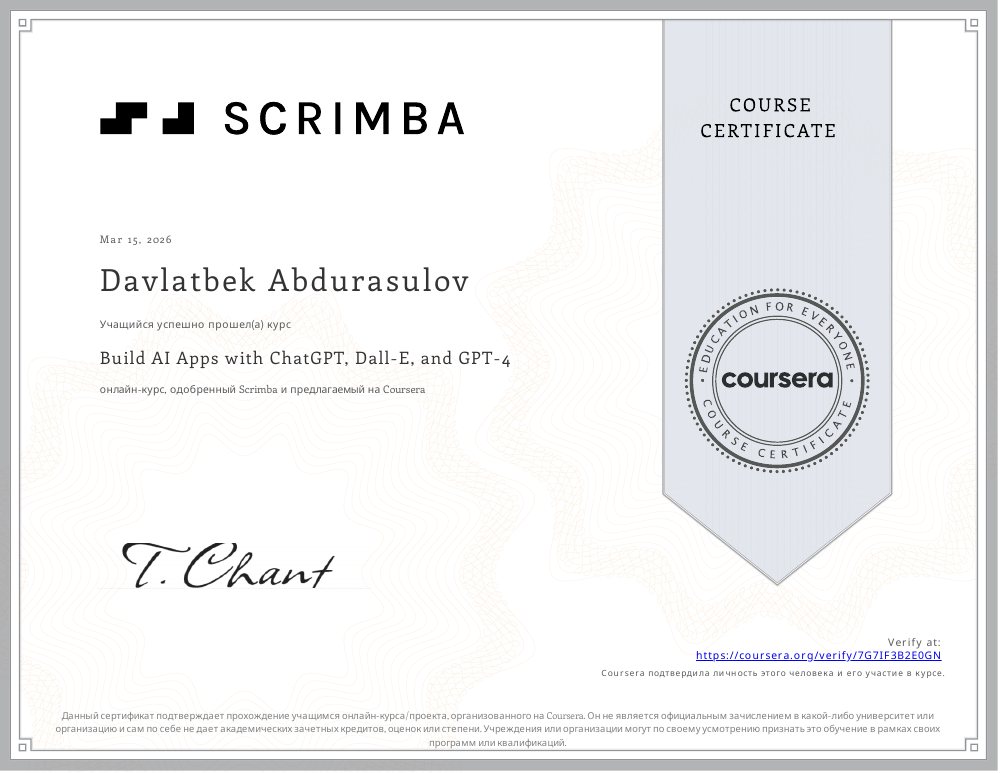 SCRIMBA
COURSE
CERTIFICATE
Mar 15, 2026
Davlatbek Abdurasulov
Учащийся успешно прошел(а) курс
Build AI Apps with ChatGPT, Dall-E, and GPT-4
онлайн-курс, одобренный Scrimba и предлагаемый на Coursera
EDUCATION FOR EVERYONE
coursera
COURSE CERTIFICATE
T. Chant
Verify at:
https://coursera.org/verify/7G7IF3B2E0GN
Coursera подтвердила личность этого человека и его участие в курсе.
Данный сертификат подтверждает прохождение учащимся онлайн-курса/проекта, организованного на Coursera. Он не является официальным зачислением в какой-либо университет или
организацию и сам по себе не дает академических зачетных кредитов, оценок или степени. Учреждения или организации могут по своему усмотрению признать это обучение в рамках своих
программ или квалификаций.